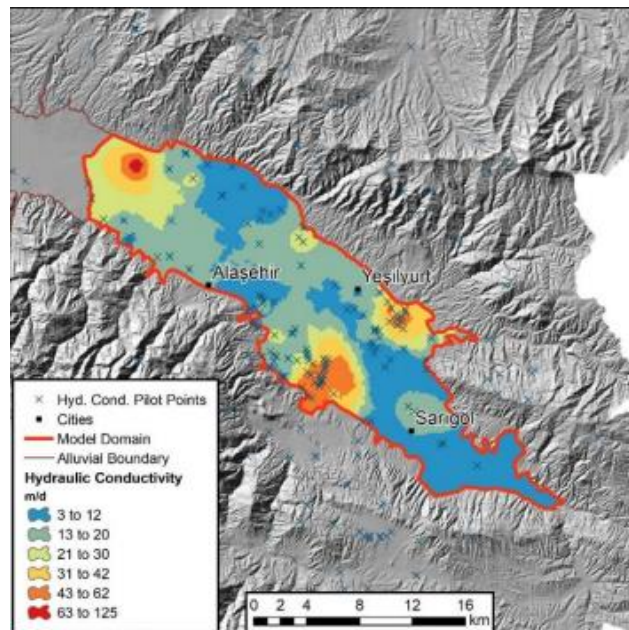 Alaşehir
Yeşilyurt
Sarıgöl
Hyd. Cond. Pilot Points
Cities
Model Domain
Alluvial Boundary
Hydraulic Conductivity
m/d
3 to 12
13 to 20
21 to 30
31 to 42
43 to 62
63 to 125
0 2 4 8 12 16
km